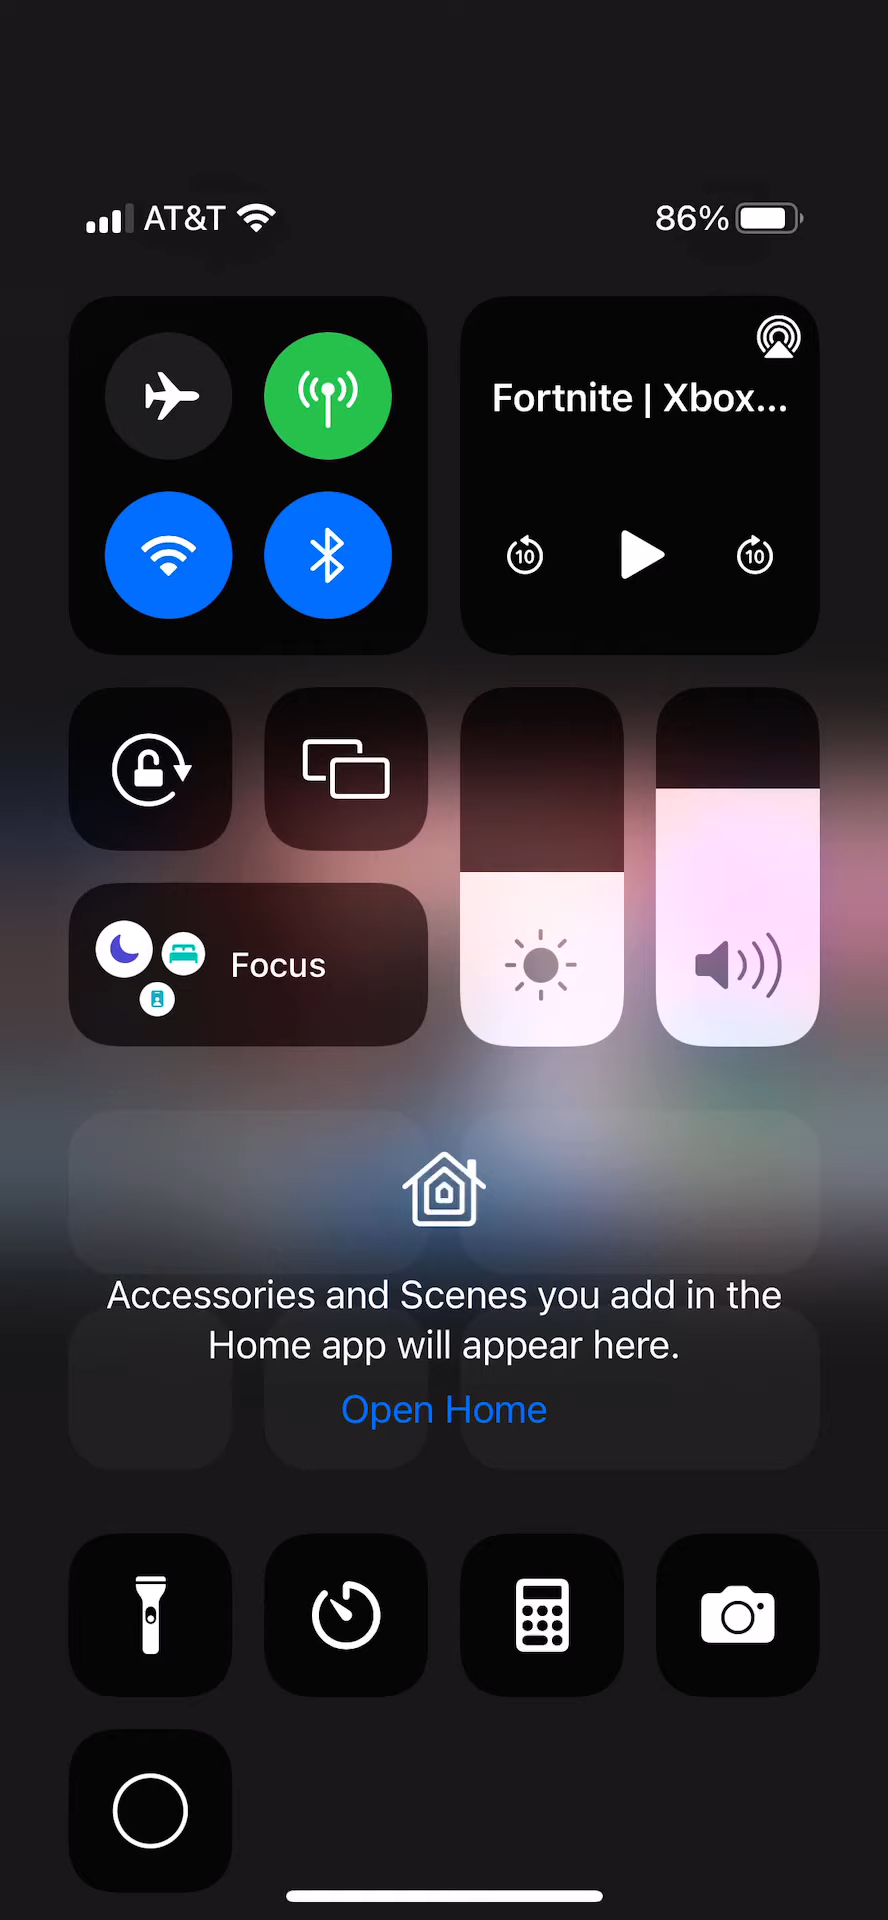 AT&T 86%
Fortnite | Xbox...
10 10
Focus
Accessories and Scenes you add in the
Home app will appear here.
Open Home